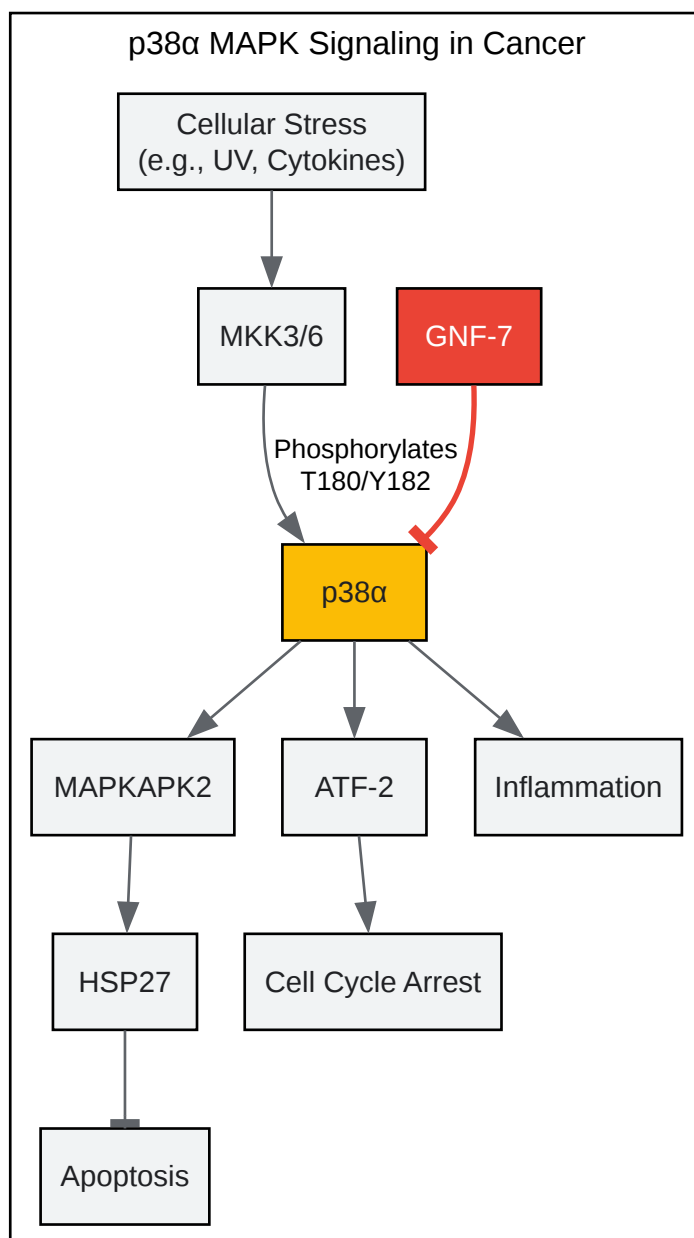 p38α MAPK Signaling in Cancer
Cellular Stress
(e.g., UV, Cytokines)
MKK3/6
GNF-7
Phosphorylates
T180/Y182
p38α
MAPKAPK2
ATF-2
Inflammation
HSP27
Cell Cycle Arrest
Apoptosis